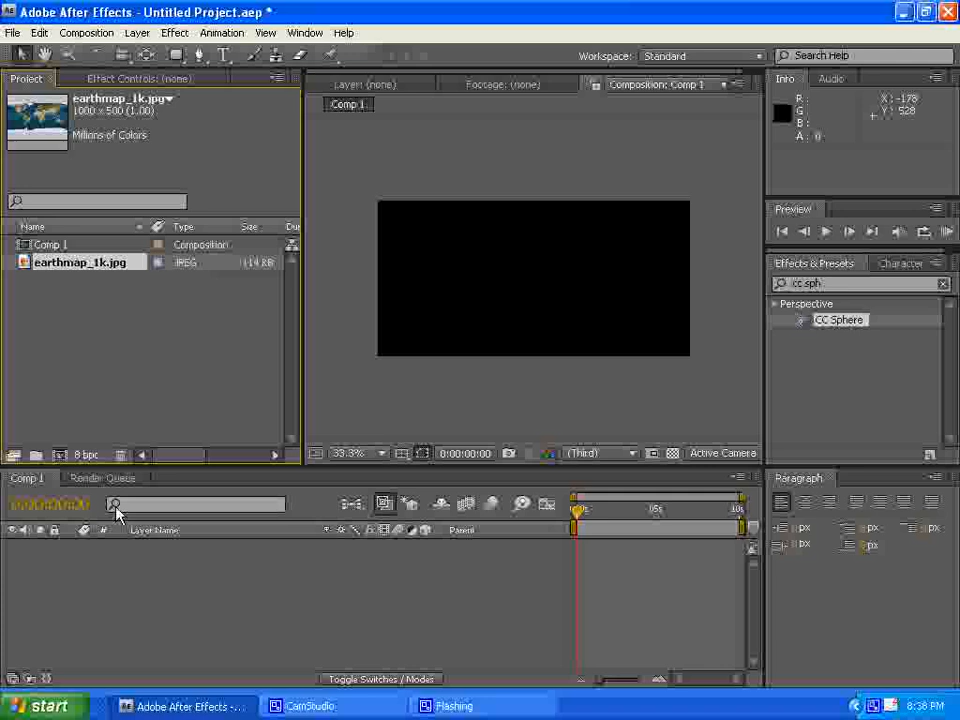 Adobe After Effects - Untitled Project.aep *
File Edit Composition Layer Effect Animation View Window Help
Workspace: Standard Search Help
Project Effect Controls: (none)
earthmap_1k.jpg
1000 x 500 (1.00)
Millions of Colors
Name Type Size Du
Comp 1 Composition
earthmap_1k.jpg JPEG 114 KB
8 bpc
Layer: (none) Footage: (none) Composition: Comp 1
Comp 1
33.3% 0:00:00:00 (Third) Active Camera
Info Audio
R: X: -178
G: Y: 528
B:
A: 0
Preview
Effects & Presets Character
cc sph
Perspective
CC Sphere
Comp 1 Render Queue
# Layer Name Parent
05s 10s
Toggle Switches / Modes
Paragraph
px px px
px px
start Adobe After Effects - ... CamStudio Flashing 8:38 PM